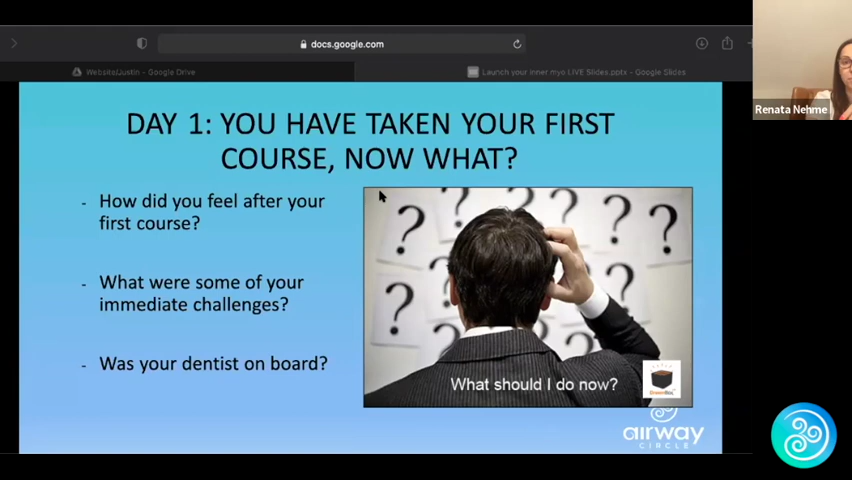 docs.google.com
Website/Justin - Google Drive
Launch your inner myo LIVE Slides.pptx - Google Slides
Renata Nehme
DAY 1: YOU HAVE TAKEN YOUR FIRST
COURSE, NOW WHAT?
- How did you feel after your
first course?
- What were some of your
immediate challenges?
- Was your dentist on board?
What should I do now?
airway
CIRCLE